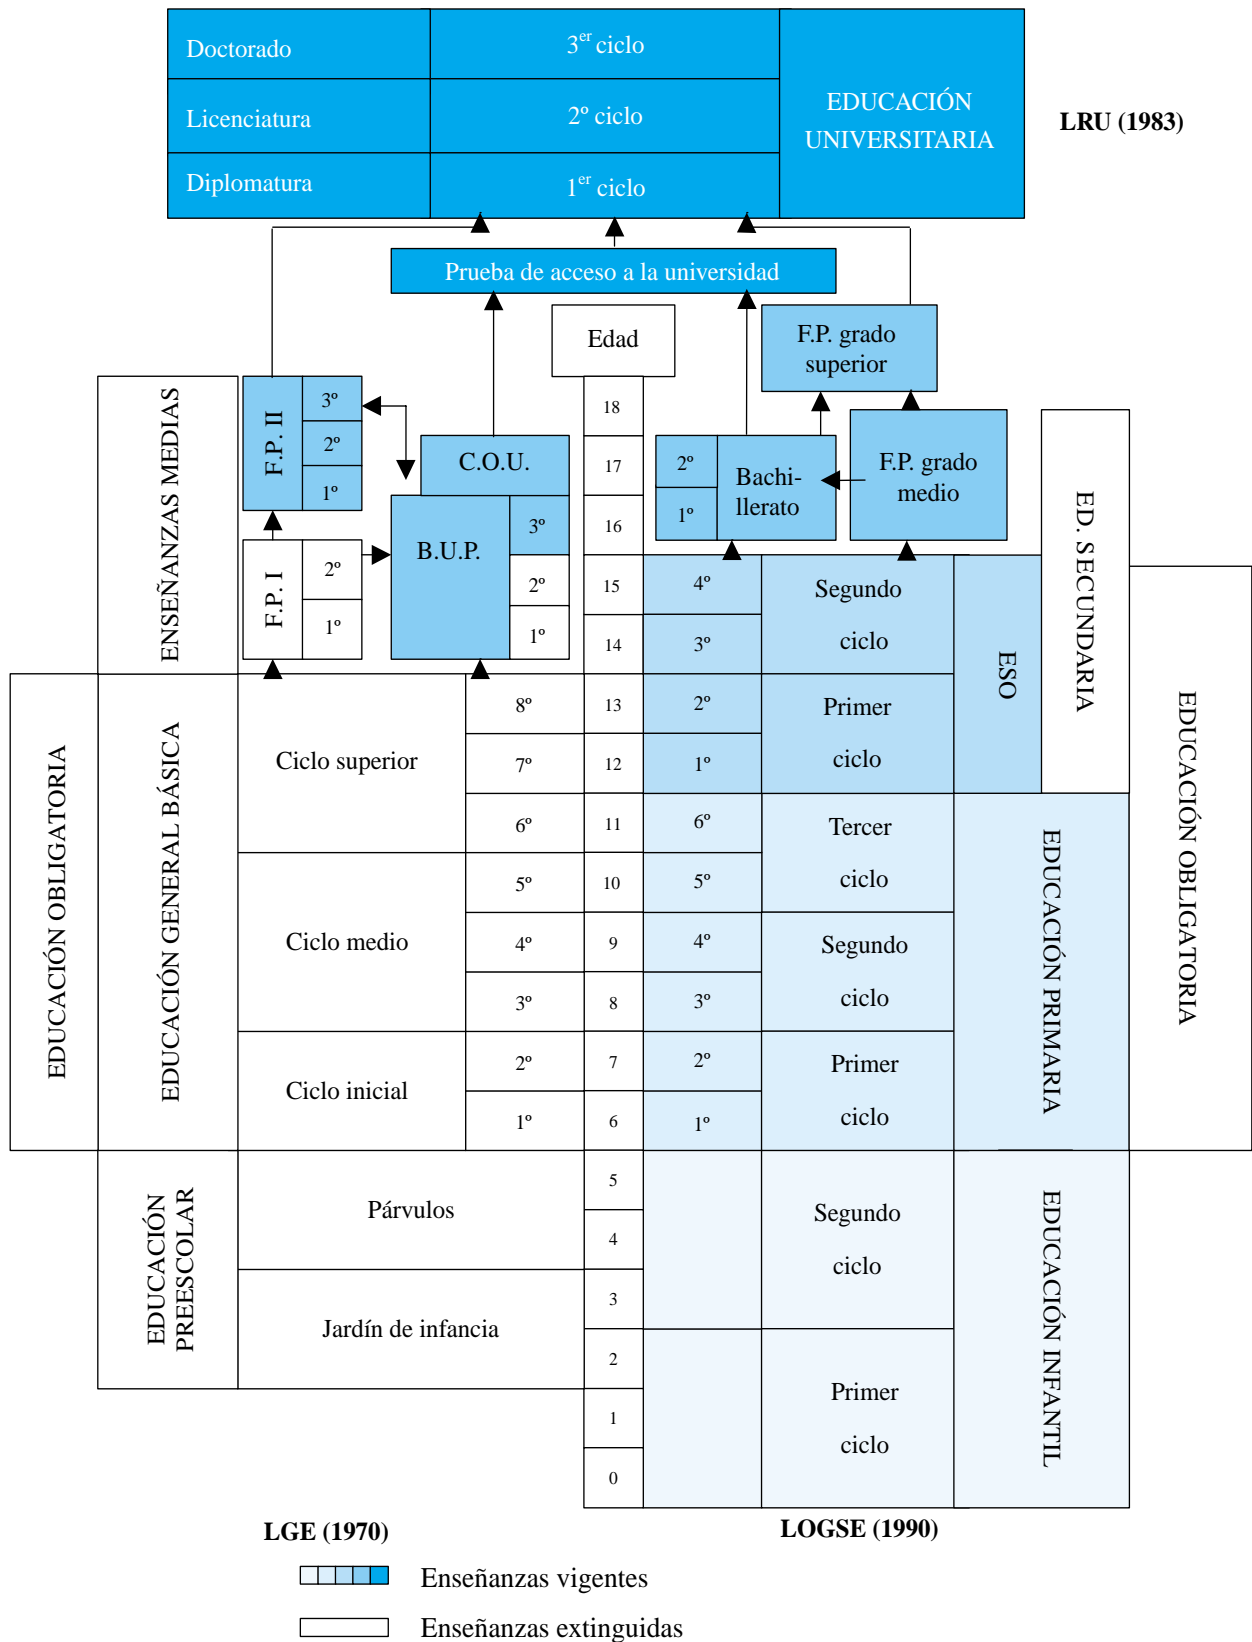 Doctorado
3er ciclo
Licenciatura
2º ciclo
Diplomatura
1er ciclo
EDUCACIÓN
UNIVERSITARIA
LRU (1983)
Prueba de acceso a la universidad
Edad
F.P. grado
superior
ENSEÑANZAS MEDIAS
F.P. II
3º
2º
1º
F.P. I
2º
1º
C.O.U.
B.U.P.
3º
2º
1º
18
17
16
15
14
13
12
11
10
9
8
7
6
5
4
3
2
1
0
2º
1º
Bachi-
llerato
F.P. grado
medio
ED. SECUNDARIA
EDUCACIÓN OBLIGATORIA
EDUCACIÓN GENERAL BÁSICA
Ciclo superior
8º
7º
6º
Ciclo medio
5º
4º
3º
Ciclo inicial
2º
1º
EDUCACIÓN
PREESCOLAR
Párvulos
Jardín de infancia
4º
3º
Segundo
ciclo
2º
1º
Primer
ciclo
ESO
6º
5º
Tercer
ciclo
4º
3º
Segundo
ciclo
2º
1º
Primer
ciclo
EDUCACIÓN PRIMARIA
EDUCACIÓN OBLIGATORIA
Segundo
ciclo
Primer
ciclo
EDUCACIÓN INFANTIL
LGE (1970)
LOGSE (1990)
Enseñanzas vigentes
Enseñanzas extinguidas